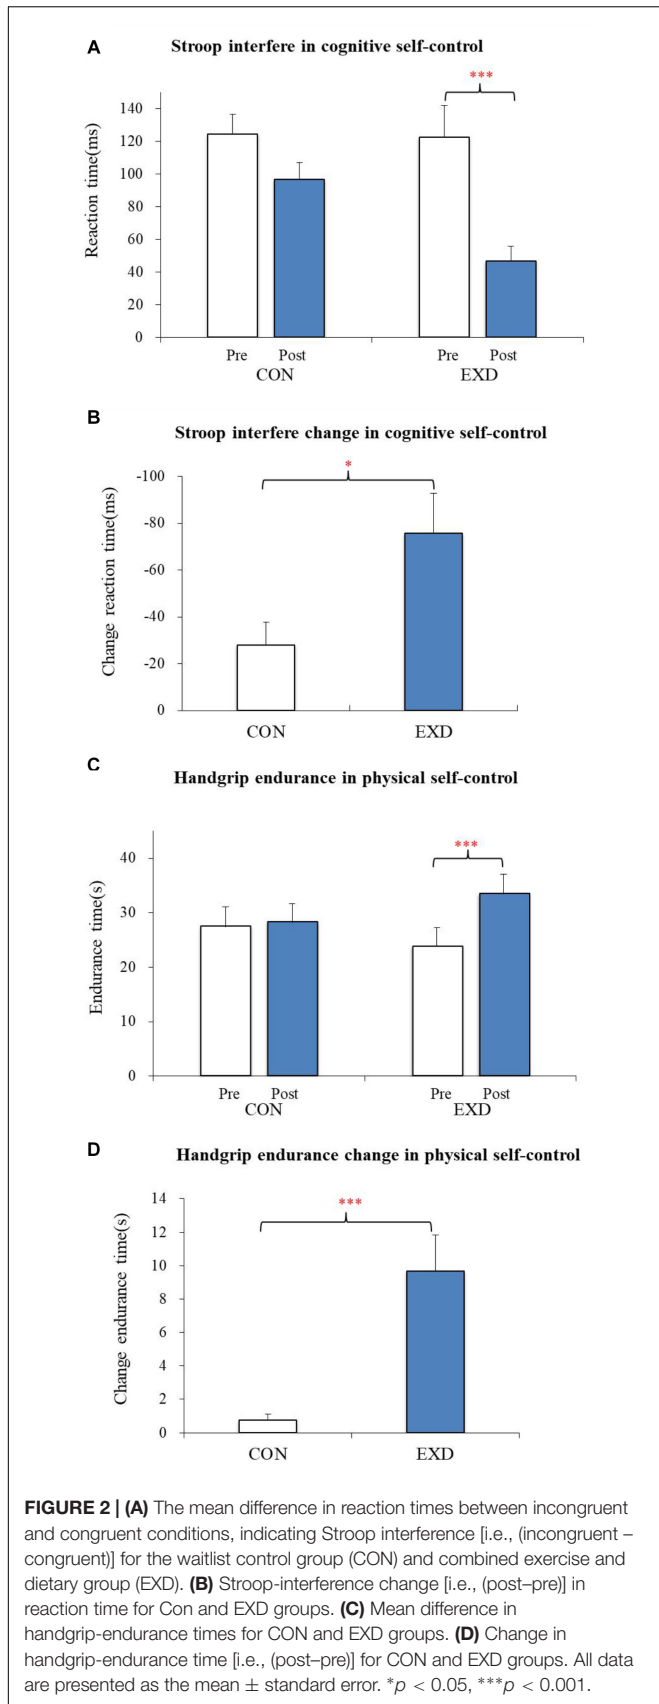 A
Stroop interfere in cognitive self-control
***
Reaction time(ms)
140
120
100
80
60
40
20
0
Pre Post Pre Post
CON EXD
B
Stroop interfere change in cognitive self-control
*
Change reaction time(ms)
-100
-80
-60
-40
-20
0
CON EXD
C
Handgrip endurance in physical self-control
***
Endurance time(s)
40
30
20
10
0
Pre Post Pre Post
CON EXD
D
Handgrip endurance change in physical self-control
***
Change endurance time(s)
14
12
10
8
6
4
2
0
CON EXD
FIGURE 2 | (A) The mean difference in reaction times between incongruent
and congruent conditions, indicating Stroop interference [i.e., (incongruent –
congruent)] for the waitlist control group (CON) and combined exercise and
dietary group (EXD). (B) Stroop-interference change [i.e., (post–pre)] in
reaction time for Con and EXD groups. (C) Mean difference in
handgrip-endurance times for CON and EXD groups. (D) Change in
handgrip-endurance time [i.e., (post–pre)] for CON and EXD groups. All data
are presented as the mean ± standard error. *p < 0.05, ***p < 0.001.